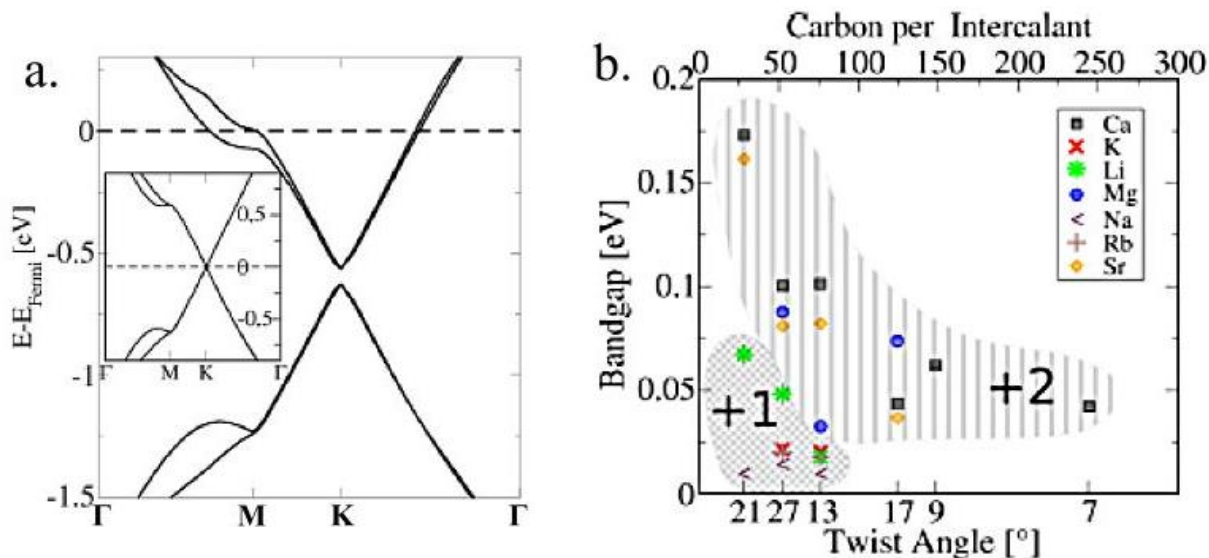 a.
E-E_Fermi [eV]
0
-0.5
-1
-1.5
Γ M K Γ
0,5
0
-0,5
Γ M K Γ
b.
Carbon per Intercalant
0 50 100 150 200 250 300
Bandgap [eV]
0.2
0.15
0.1
0.05
0
Ca
K
Li
Mg
Na
Rb
Sr
+1
+2
21 27 13 17 9 7
Twist Angle [°]